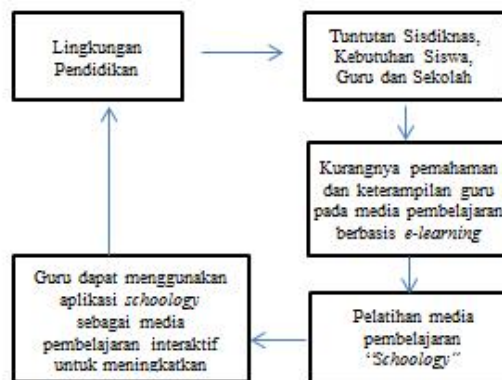 Lingkungan
Pendidikan
Tuntutan Sisdiknas,
Kebutuhan Siswa,
Guru dan Sekolah
Kurangnya pemahaman
dan keterampilan guru
pada media pembelajaran
berbasis e-learning
Pelatihan media
pembelajaran
"Schoology"
Guru dapat menggunakan
aplikasi schoology
sebagai media
pembelajaran interaktif
untuk meningkatkan